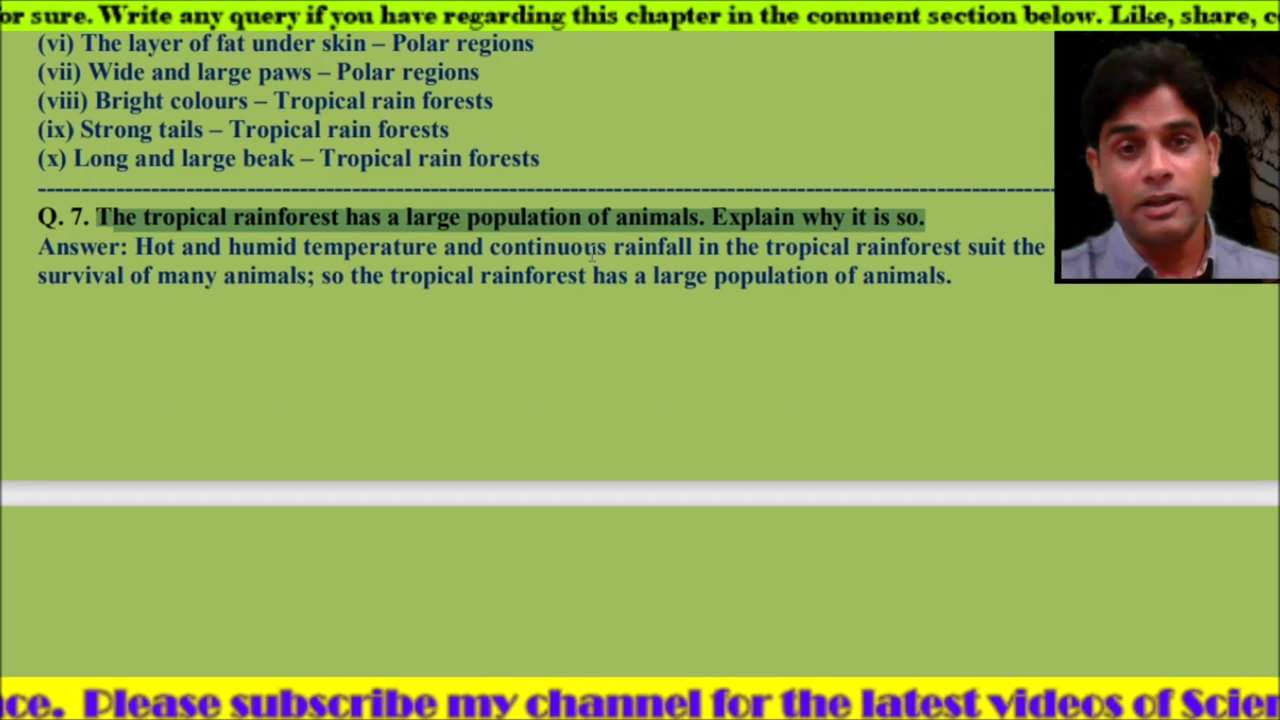 or sure. Write any query if you have regarding this chapter in the comment section below. Like, share, c
(vi) The layer of fat under skin – Polar regions
(vii) Wide and large paws – Polar regions
(viii) Bright colours – Tropical rain forests
(ix) Strong tails – Tropical rain forests
(x) Long and large beak – Tropical rain forests
Q. 7. The tropical rainforest has a large population of animals. Explain why it is so.
Answer: Hot and humid temperature and continuous rainfall in the tropical rainforest suit the
survival of many animals; so the tropical rainforest has a large population of animals.
ce. Please subscribe my channel for the latest videos of Scien